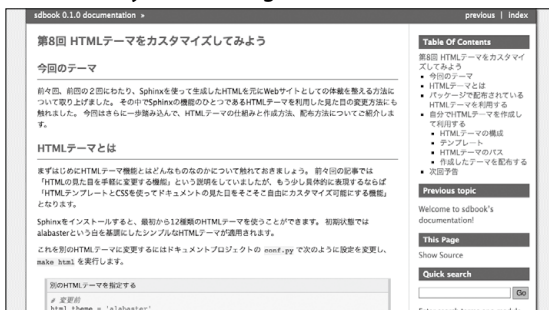 sdbook 0.1.0 documentation »
previous | index
第8回 HTMLテーマをカスタマイズしてみよう
今回のテーマ
前々回、前回の2回にわたり、Sphinxを使って生成したHTMLを元にWebサイトとしての体裁を整える方法に
ついて取り上げました。 その中でSphinxの機能のひとつであるHTMLテーマを利用した見た目の変更方法にも
触れました。 今回はさらに一歩踏み込んで、HTMLテーマの仕組みと作成方法、配布方法についてご紹介しま
す。
HTMLテーマとは
まずはじめにHTMLテーマ機能とはどんなものなのかについて触れておきましょう。 前々回の記事では
「HTMLの見た目を手軽に変更する機能」という説明をしていましたが、もう少し具体的に表現するならば
「HTMLテンプレートとCSSを使ってドキュメントの見た目をそこそこ自由にカスタマイズ可能にする機能」
となります。
Sphinxをインストールすると、最初から12種類のHTMLテーマを使うことができます。 初期状態では
alabasterという白を基調にしたシンプルなHTMLテーマが適用されます。
これを別のHTMLテーマに変更するにはドキュメントプロジェクトの conf.py で次のように設定を変更し、
make html を実行します。
別のHTMLテーマを指定する
# 変更前
html_theme = 'alabaster'
Table Of Contents
第8回 HTMLテーマをカスタマイ
ズしてみよう
今回のテーマ
HTMLテーマとは
パッケージで配布されている
HTMLテーマを利用する
自分でHTMLテーマを作成し
て利用する
HTMLテーマの構成
テンプレート
HTMLテーマのパス
作成したテーマを配布する
次回予告
Previous topic
Welcome to sdbook's
documentation!
This Page
Show Source
Quick search
Go